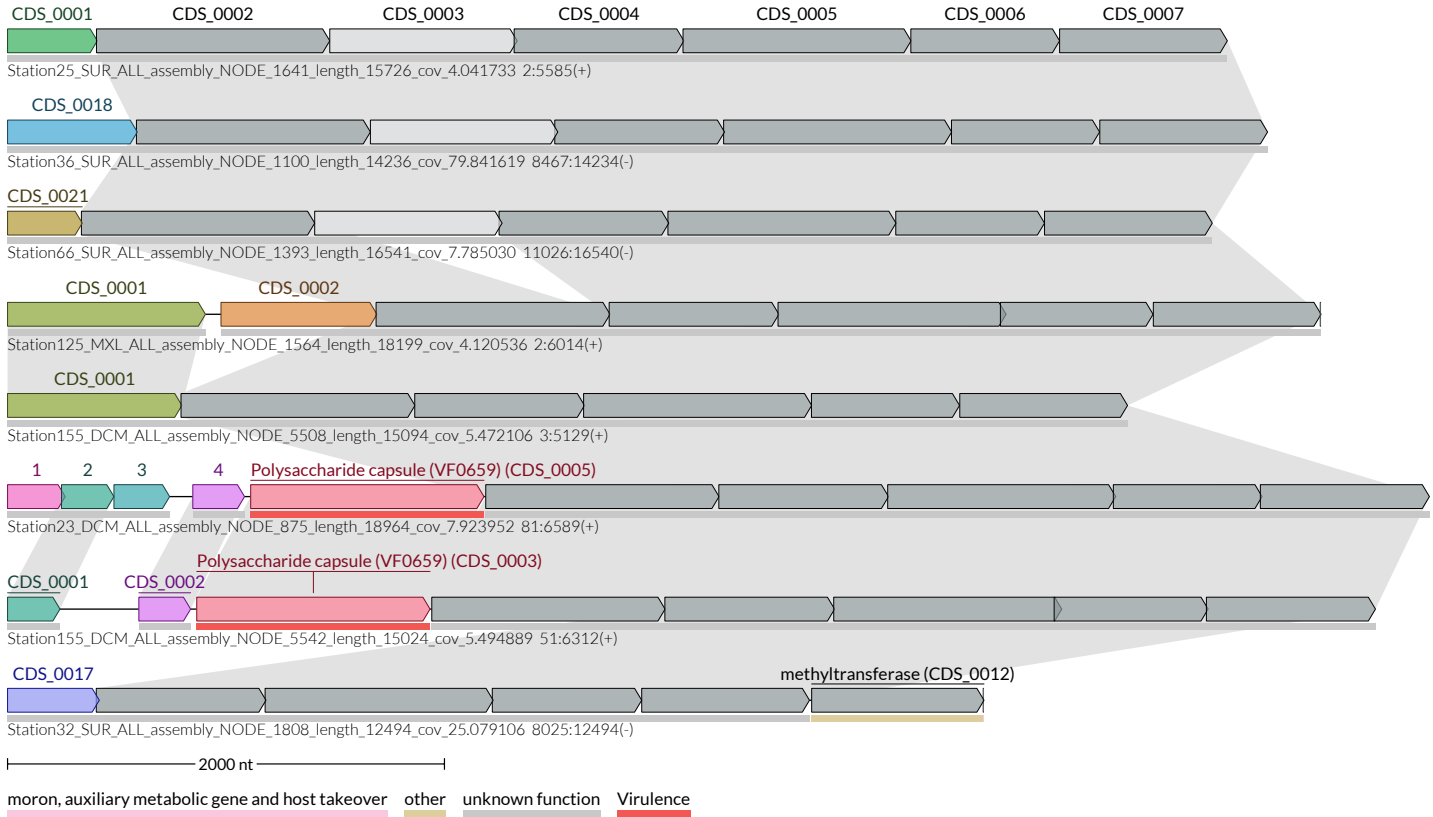 CDS_0001 CDS_0002 CDS_0003 CDS_0004 CDS_0005 CDS_0006 CDS_0007
Station25_SUR_ALL_assembly_NODE_1641_length_15726_cov_4.041733 2:5585(+)
CDS_0018
Station36_SUR_ALL_assembly_NODE_1100_length_14236_cov_79.841619 8467:14234(-)
CDS_0021
Station66_SUR_ALL_assembly_NODE_1393_length_16541_cov_7.785030 11026:16540(-)
CDS_0001 CDS_0002
Station125_MXL_ALL_assembly_NODE_1564_length_18199_cov_4.120536 2:6014(+)
CDS_0001
Station155_DCM_ALL_assembly_NODE_5508_length_15094_cov_5.472106 3:5129(+)
1 2 3 4 Polysaccharide capsule (VF0659) (CDS_0005)
Station23_DCM_ALL_assembly_NODE_875_length_18964_cov_7.923952 81:6589(+)
Polysaccharide capsule (VF0659) (CDS_0003)
CDS_0001 CDS_0002
Station155_DCM_ALL_assembly_NODE_5542_length_15024_cov_5.494889 51:6312(+)
CDS_0017 methyltransferase (CDS_0012)
Station32_SUR_ALL_assembly_NODE_1808_length_12494_cov_25.079106 8025:12494(-)
2000 nt
moron, auxiliary metabolic gene and host takeover other unknown function Virulence